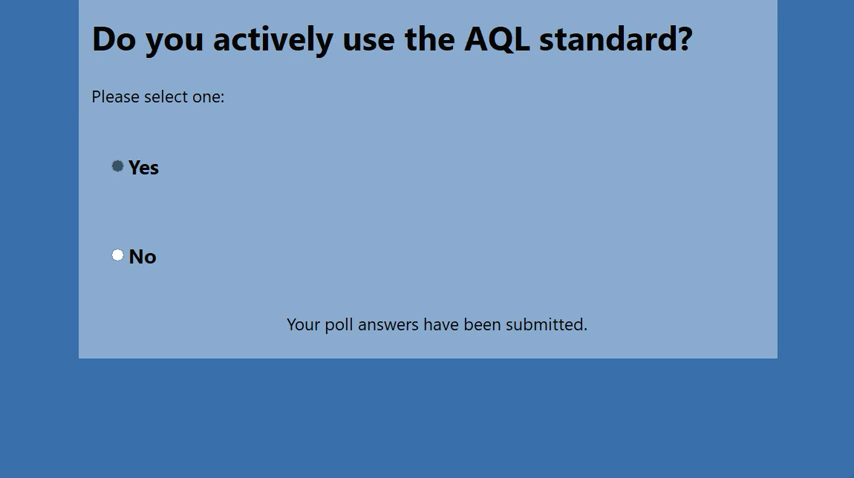 Do you actively use the AQL standard?
Please select one:
Yes
No
Your poll answers have been submitted.